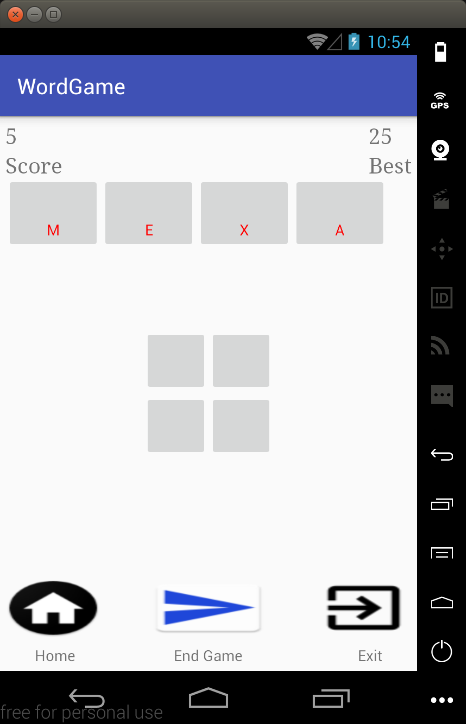 10:54
WordGame
GPS
5
25
Score
Best
M E X A
ID
Home
End Game
Exit
free for personal use